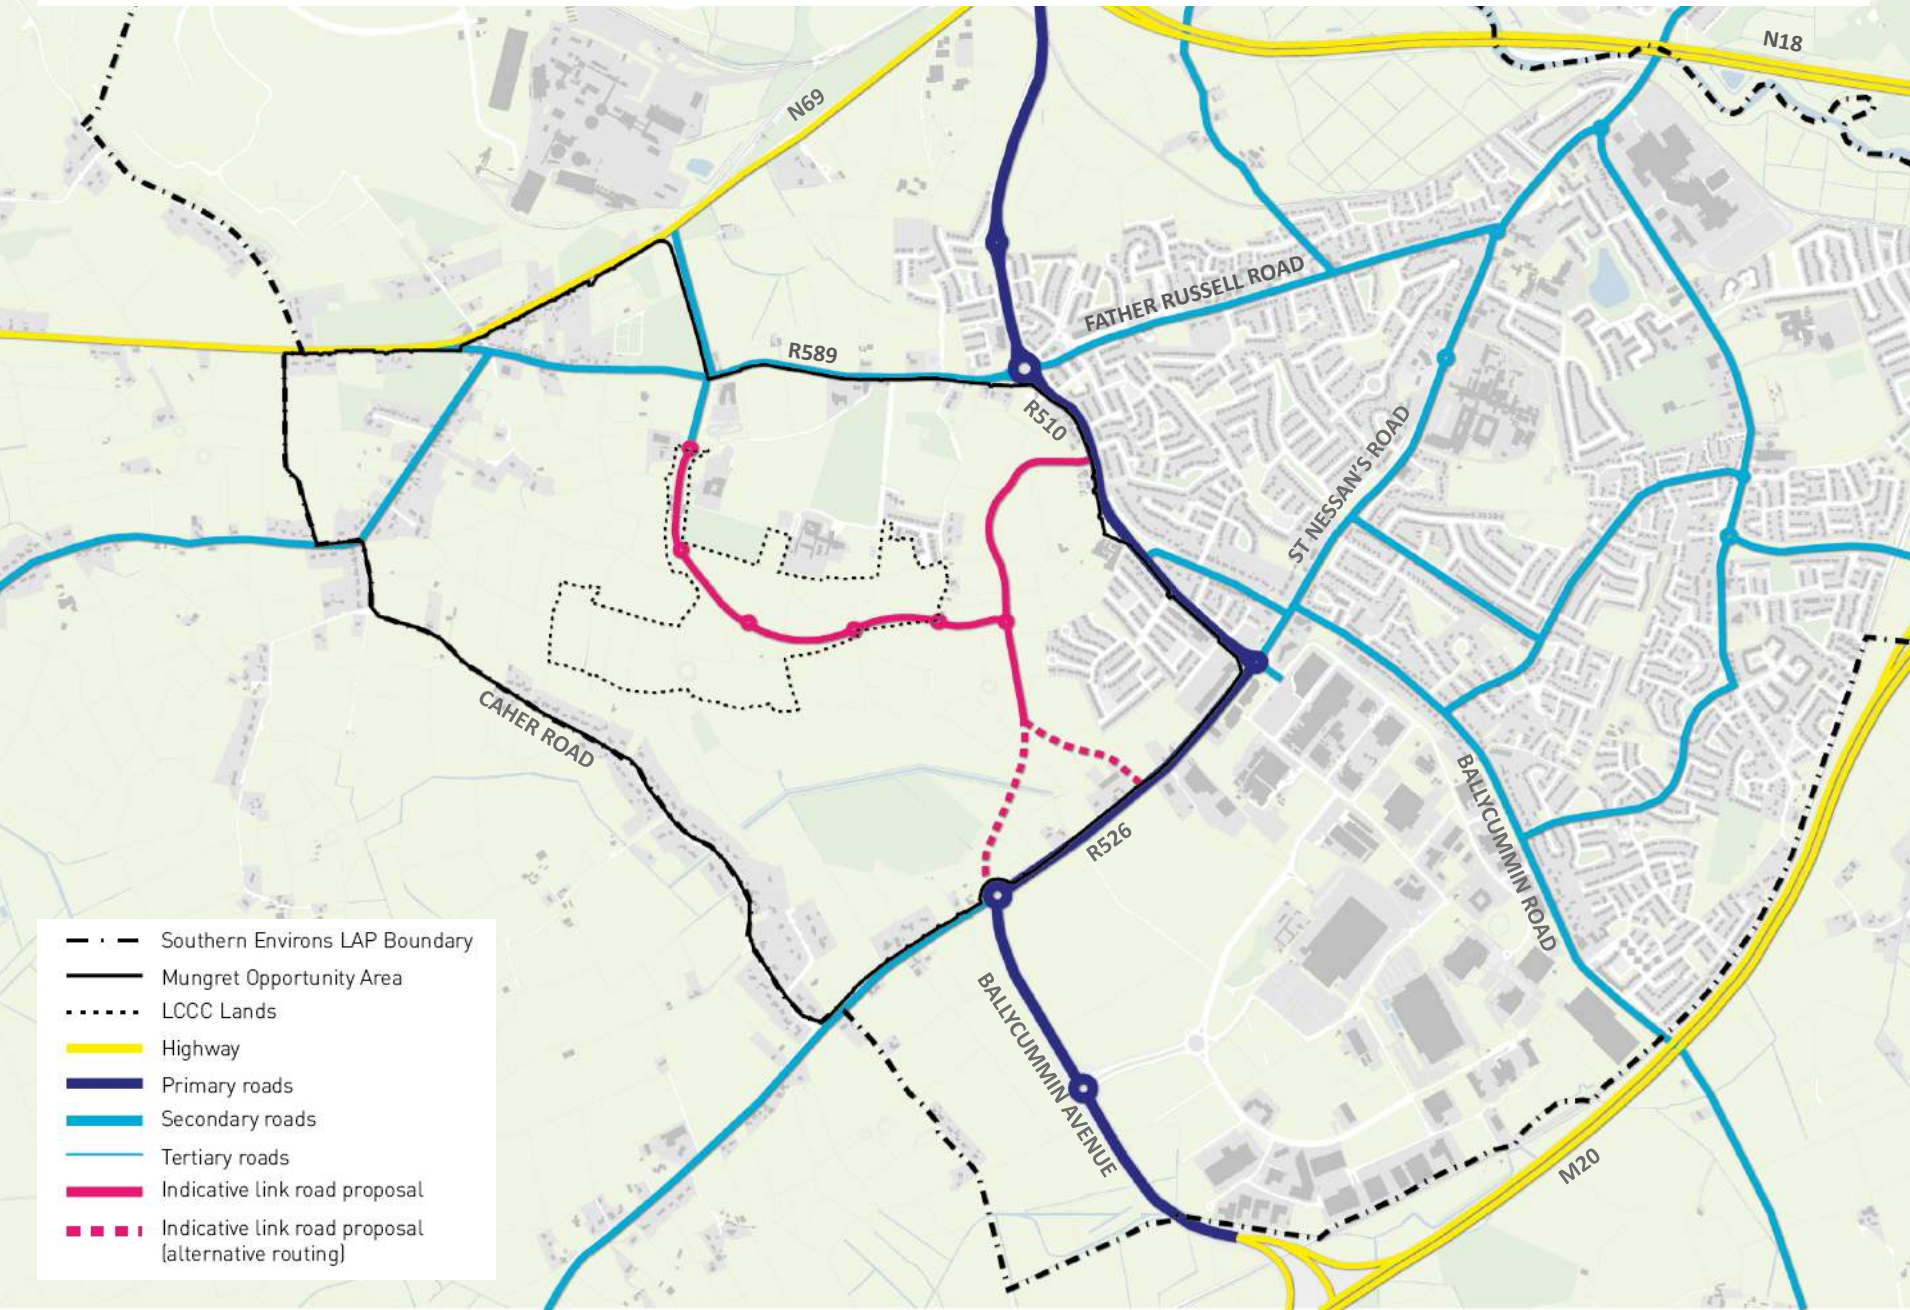 N18
N69
FATHER RUSSELL ROAD
R589
R510
ST NESSAN'S ROAD
CAHER ROAD
R526
BALLYCUMMIN ROAD
BALLYCUMMIN AVENUE
M20
Southern Environs LAP Boundary
Mungret Opportunity Area
LCCC Lands
Highway
Primary roads
Secondary roads
Tertiary roads
Indicative link road proposal
Indicative link road proposal
(alternative routing)